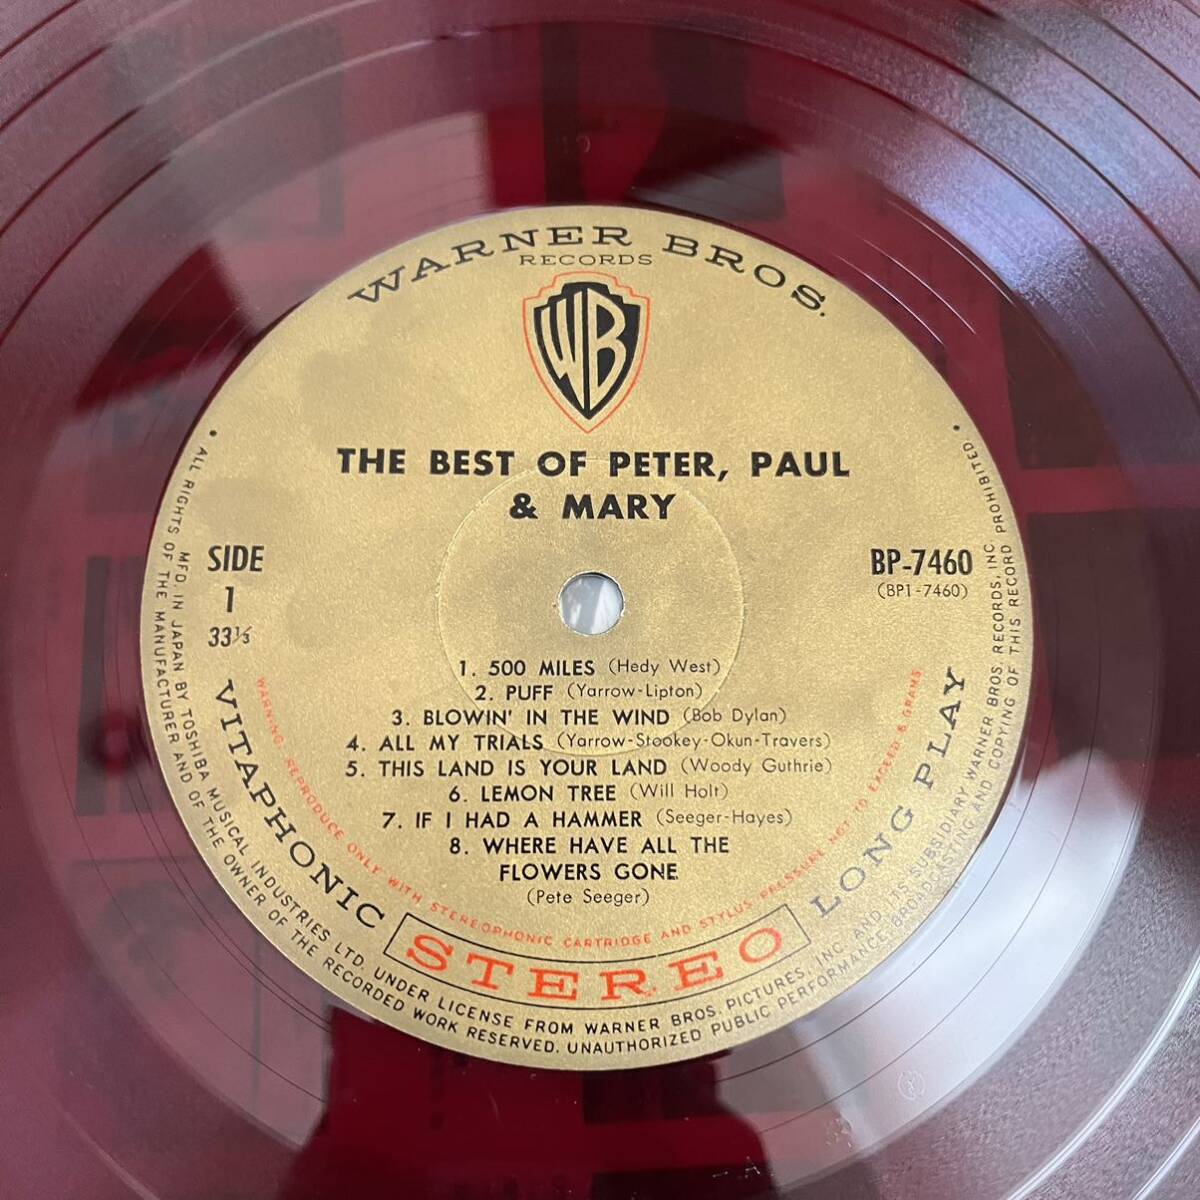 WARNER BROS.
RECORDS
WB
THE BEST OF PETER, PAUL
& MARY
SIDE
1
33⅓
BP-7460
(BP1-7460)
1. 500 MILES (Hedy West)
2. PUFF (Yarrow-Lipton)
3. BLOWIN' IN THE WIND (Bob Dylan)
4. ALL MY TRIALS (Yarrow-Stookey-Okun-Travers)
5. THIS LAND IS YOUR LAND (Woody Guthrie)
6. LEMON TREE (Will Holt)
7. IF I HAD A HAMMER (Seeger-Hayes)
8. WHERE HAVE ALL THE
FLOWERS GONE
(Pete Seeger)
WARNING. REPRODUCE ONLY WITH STEREOPHONIC CARTRIDGE AND STYLUS-PRESSURE NOT TO EXCEED 6 GRAMS
VITAPHONIC STEREO LONG PLAY
MFD. IN JAPAN BY TOSHIBA MUSICAL INDUSTRIES LTD. UNDER LICENSE FROM WARNER BROS. PICTURES, INC. AND ITS SUBSIDIARY WARNER BROS. RECORDS, INC.
• ALL RIGHTS OF THE MANUFACTURER AND OF THE OWNER OF THE RECORDED WORK RESERVED. UNAUTHORIZED PUBLIC PERFORMANCE, BROADCASTING AND COPYING OF THIS RECORD PROHIBITED. •